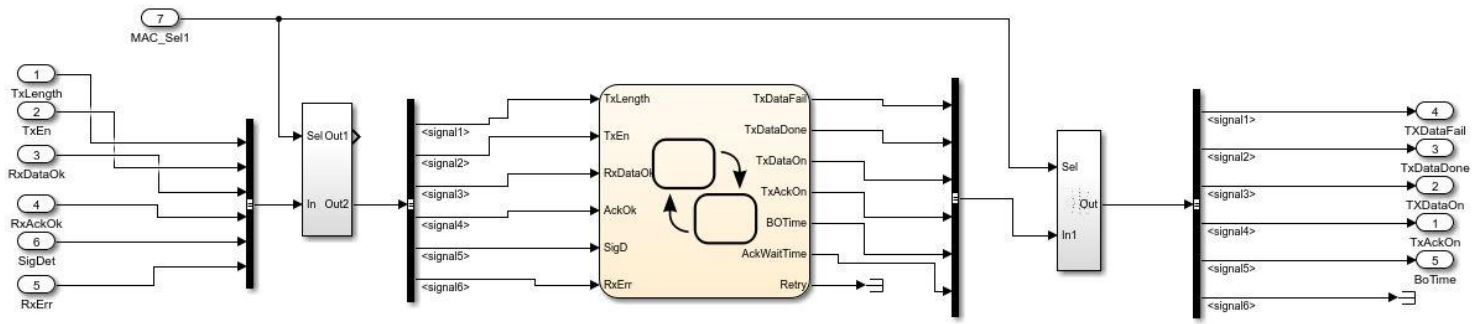 7
MAC_Sel1
1
TxLength
2
TxEn
3
RxDataOk
4
RxAckOk
6
SigDet
5
RxErr
Sel Out1
In Out2
<signal1>
<signal2>
<signal3>
<signal4>
<signal5>
<signal6>
TxLength
TxEn
RxDataOk
AckOk
SigD
RxErr
TxDataFail
TxDataDone
TxDataOn
TxAckOn
BOTime
AckWaitTime
Retry
Sel
Out
In1
<signal1>
<signal2>
<signal3>
<signal4>
<signal5>
<signal6>
4
TXDataFail
3
TxDataDone
2
TXDataOn
1
TxAckOn
5
BoTime